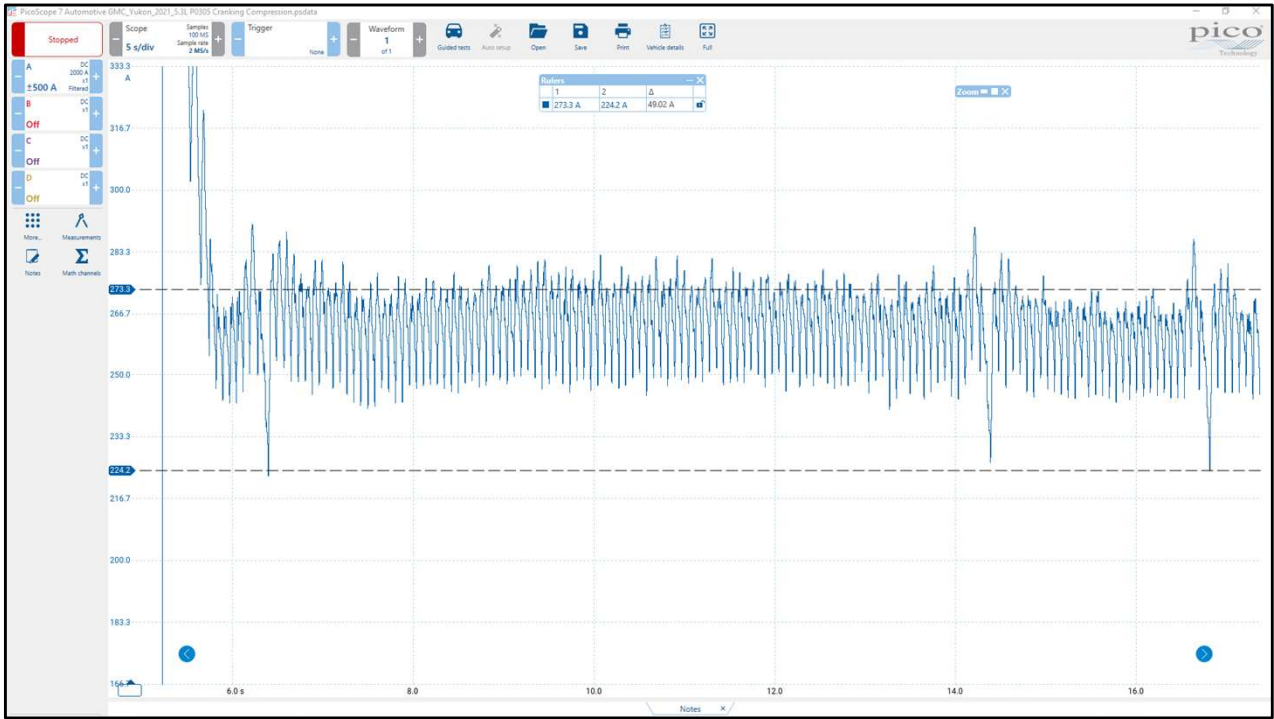 PicoScope 7 Automotive GMC_Yukon_2021_5.3L P0305 Cranking Compression.psdata
Stopped
Scope
5 s/div
Samples
100 MS
Sample rate
2 MS/s
Trigger
None
Waveform
1
of 1
Guided tests
Auto setup
Open
Save
Print
Vehicle details
Full
pico
Technology
A
DC
2000 A
x1
±500 A
Filtered
B
DC
x1
Off
C
DC
x1
Off
D
DC
x1
Off
More...
Measurements
Notes
Math channels
Rulers
1 2 Δ
273.3 A 224.2 A 49.02 A
Zoom
333.3
A
316.7
300.0
283.3
273.3
266.7
250.0
233.3
224.2
216.7
200.0
183.3
166.7
6.0 s 8.0 10.0 12.0 14.0 16.0
Notes